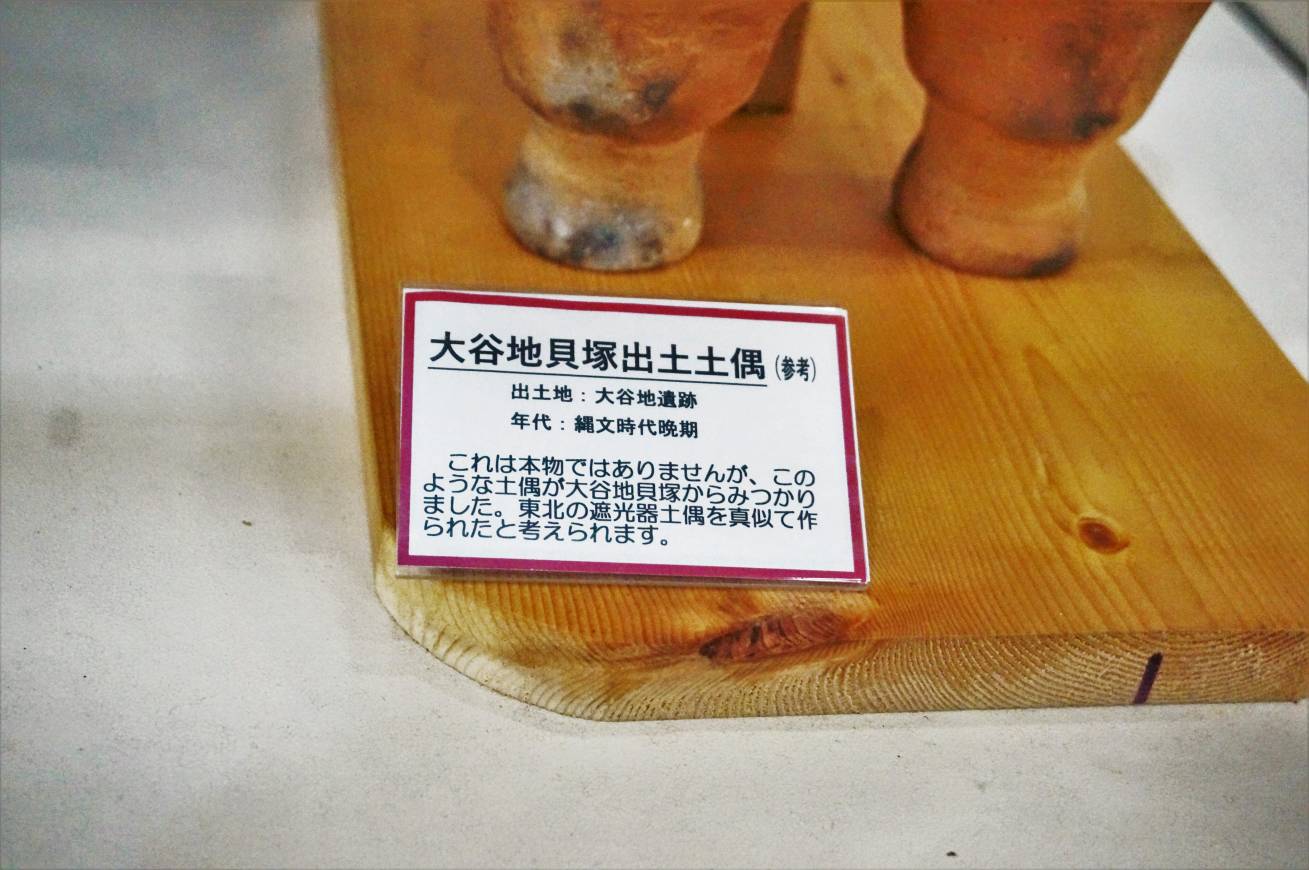 大谷地貝塚出土土偶(参考)
出土地：大谷地遺跡
年代：縄文時代晩期
これは本物ではありませんが、この
ような土偶が大谷地貝塚からみつかり
ました。東北の遮光器土偶を真似て作
られたと考えられます。